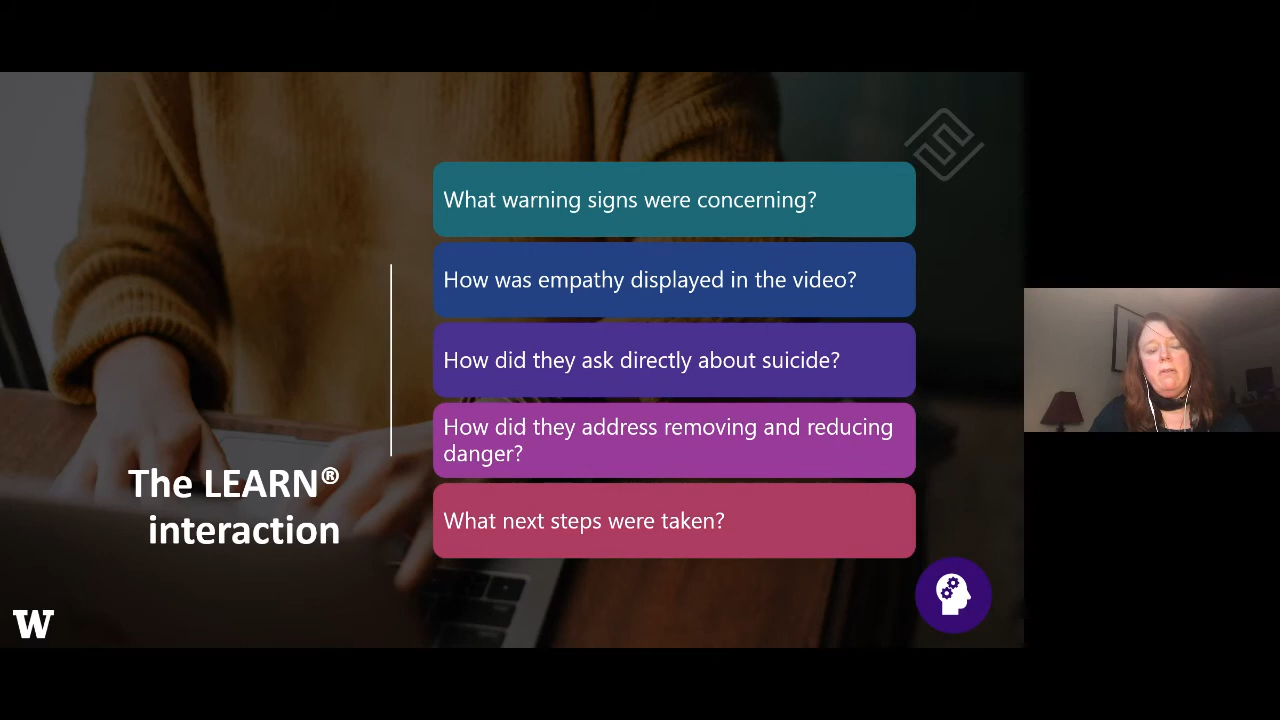 What warning signs were concerning?
How was empathy displayed in the video?
How did they ask directly about suicide?
How did they address removing and reducing
danger?
What next steps were taken?
The LEARN®
interaction
W